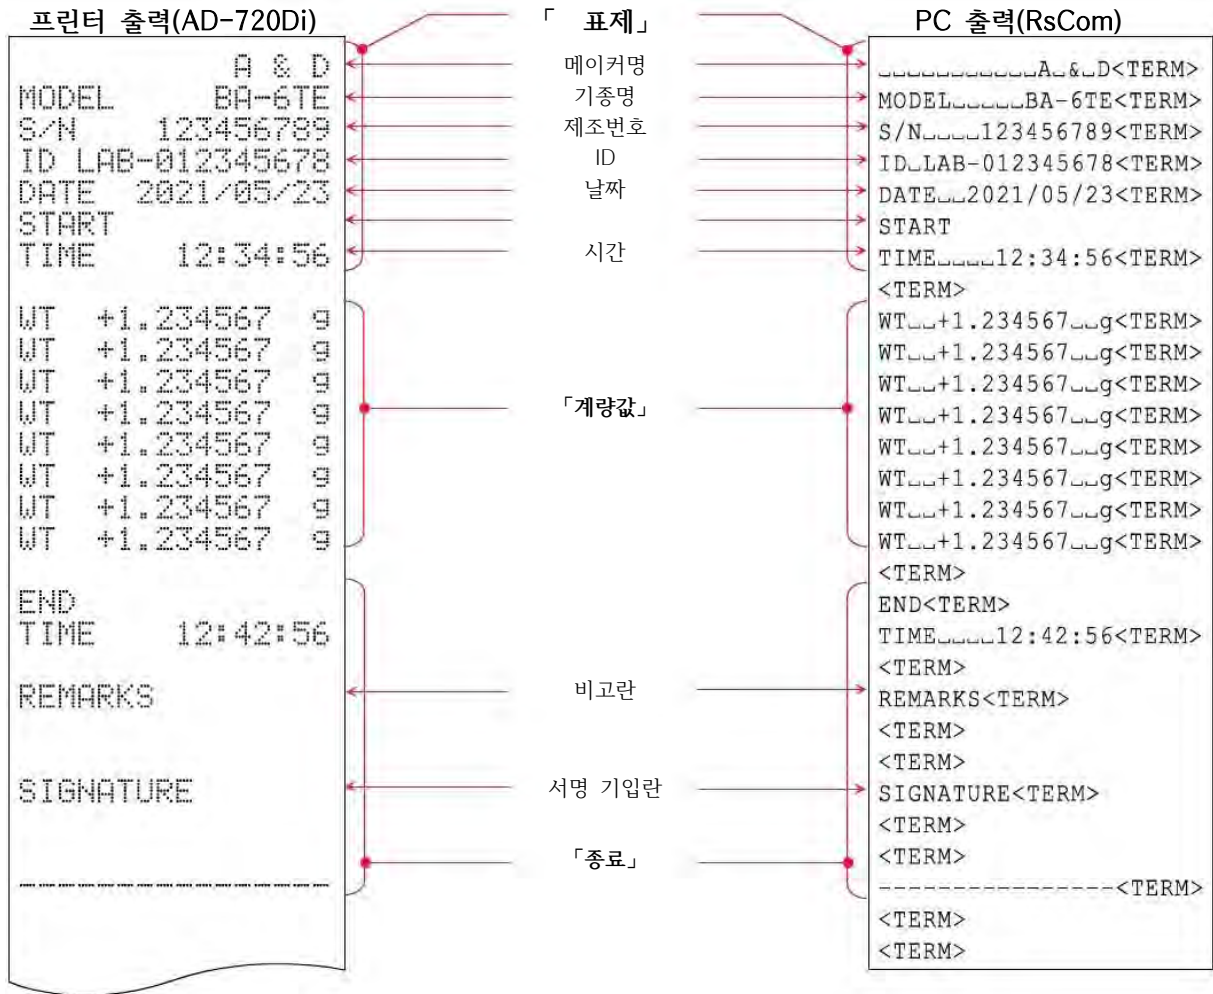 프린터 출력(AD-720Di)
A & D
MODEL BA-6TE
S/N 123456789
ID LAB-012345678
DATE 2021/05/23
START
TIME 12:34:56
WT +1.234567 g
WT +1.234567 g
WT +1.234567 g
WT +1.234567 g
WT +1.234567 g
WT +1.234567 g
WT +1.234567 g
WT +1.234567 g
END
TIME 12:42:56
REMARKS
SIGNATURE
----------------
「 표제」
메이커명
기종명
제조번호
ID
날짜
시간
「계량값」
비고란
서명 기입란
「종료」
PC 출력(RsCom)
␣␣␣␣␣␣␣␣␣␣␣A␣&␣D<TERM>
MODEL␣␣␣␣␣BA-6TE<TERM>
S/N␣␣␣␣123456789<TERM>
ID␣LAB-012345678<TERM>
DATE␣␣2021/05/23<TERM>
START
TIME␣␣␣␣12:34:56<TERM>
<TERM>
WT␣␣+1.234567␣␣g<TERM>
WT␣␣+1.234567␣␣g<TERM>
WT␣␣+1.234567␣␣g<TERM>
WT␣␣+1.234567␣␣g<TERM>
WT␣␣+1.234567␣␣g<TERM>
WT␣␣+1.234567␣␣g<TERM>
WT␣␣+1.234567␣␣g<TERM>
WT␣␣+1.234567␣␣g<TERM>
<TERM>
END<TERM>
TIME␣␣␣␣12:42:56<TERM>
<TERM>
REMARKS<TERM>
<TERM>
<TERM>
SIGNATURE<TERM>
<TERM>
<TERM>
----------------<TERM>
<TERM>
<TERM>